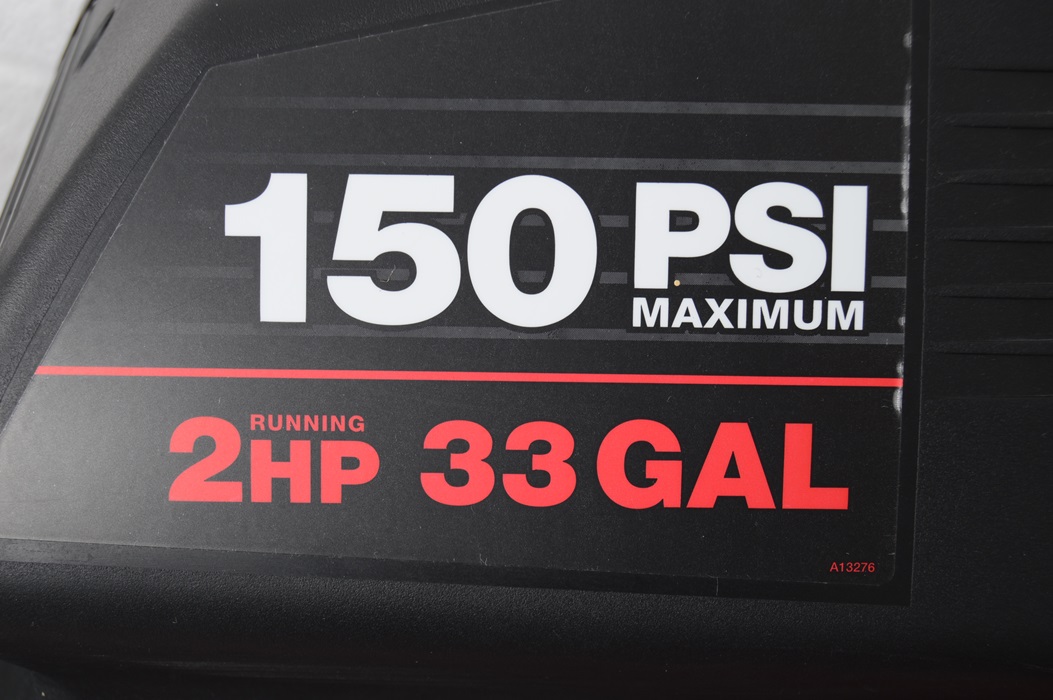 150 PSI
MAXIMUM
RUNNING
2HP 33 GAL
A13276